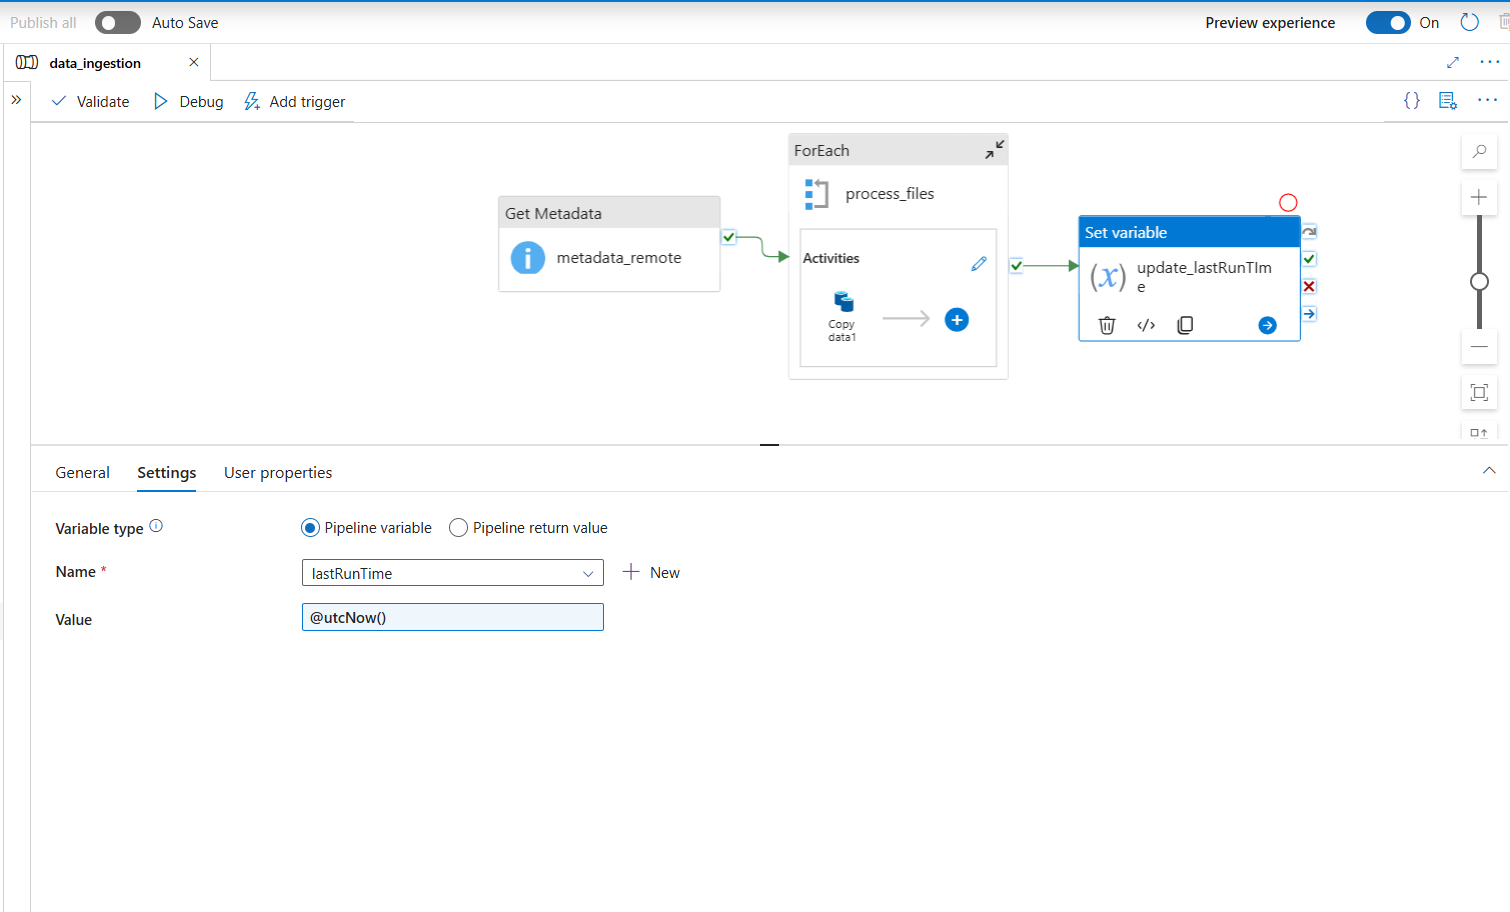 Publish all
Auto Save
Preview experience
On
data_ingestion
Validate
Debug
Add trigger
Get Metadata
metadata_remote
ForEach
process_files
Activities
Copy
data1
Set variable
(x)
update_lastRunTIm
e
General
Settings
User properties
Variable type
Pipeline variable
Pipeline return value
Name *
lastRunTime
New
Value
@utcNow()